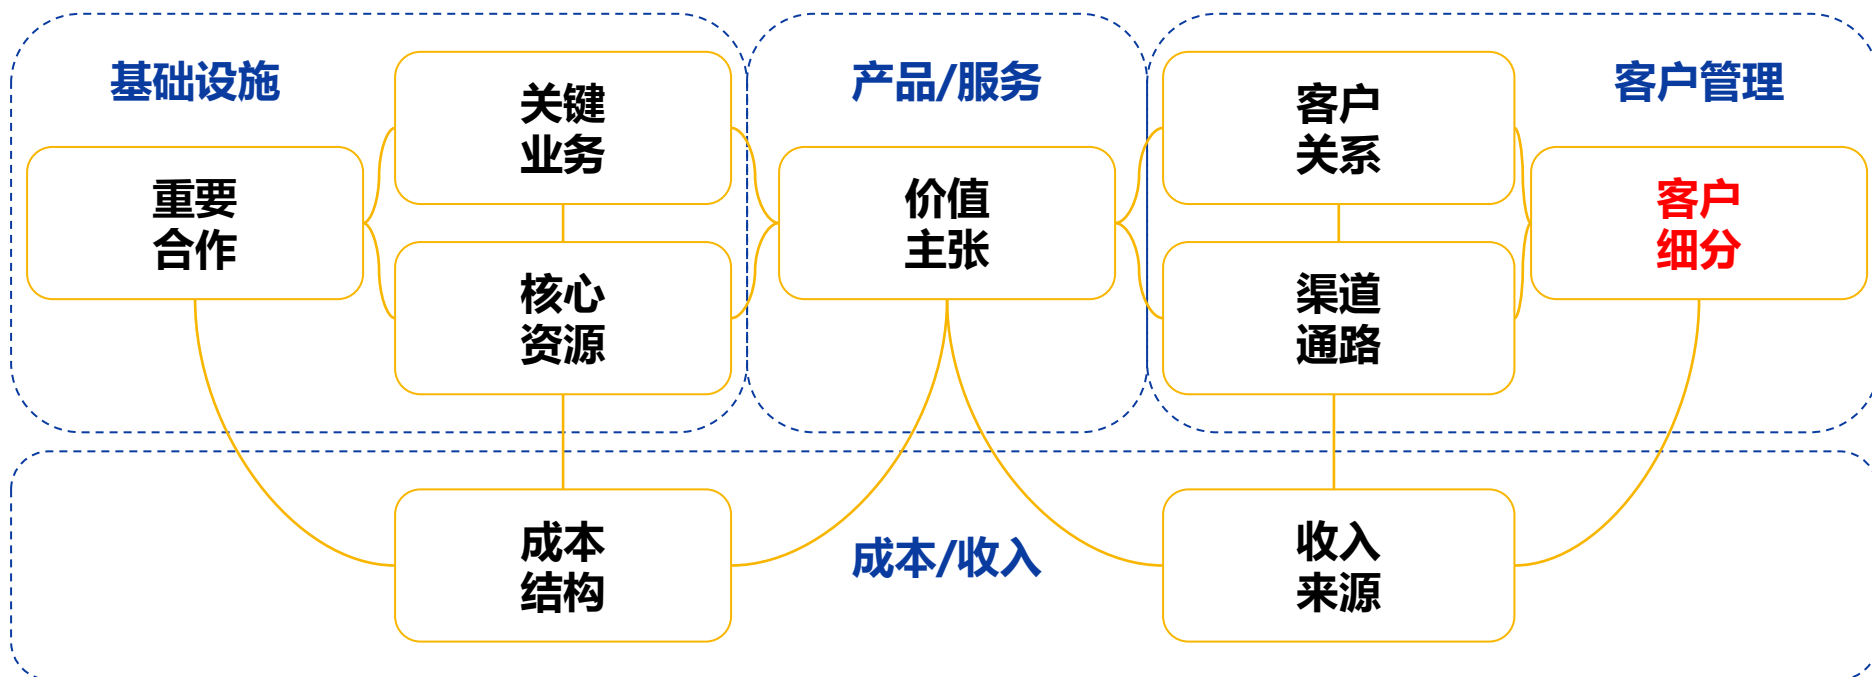 基础设施
关键
业务
产品/服务
客户
关系
客户管理
重要
合作
价值
主张
客户
细分
核心
资源
渠道
通路
成本
结构
成本/收入
收入
来源